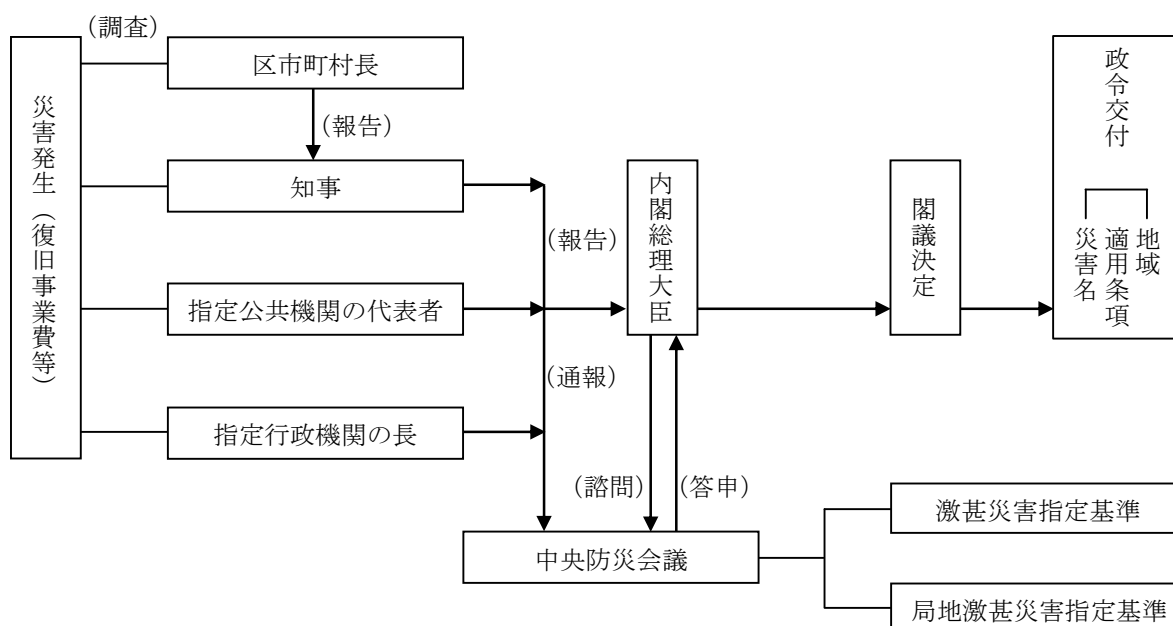 （調査）
災害発生（復旧事業費等）
区市町村長
（報告）
知事
指定公共機関の代表者
指定行政機関の長
（報告）
（通報）
内閣総理大臣
（諮問）
（答申）
中央防災会議
閣議決定
政令交付
地域
適用条項
災害名
激甚災害指定基準
局地激甚災害指定基準